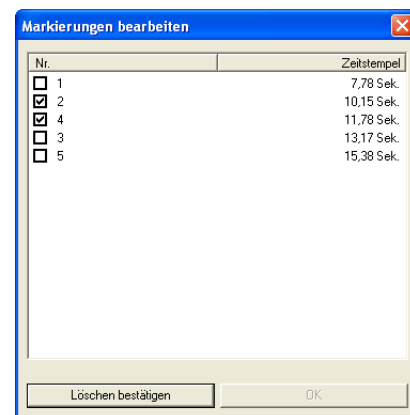 Markierungen bearbeiten
Nr. Zeitstempel
1 7,78 Sek.
2 10,15 Sek.
4 11,78 Sek.
3 13,17 Sek.
5 15,38 Sek.
Löschen bestätigen OK